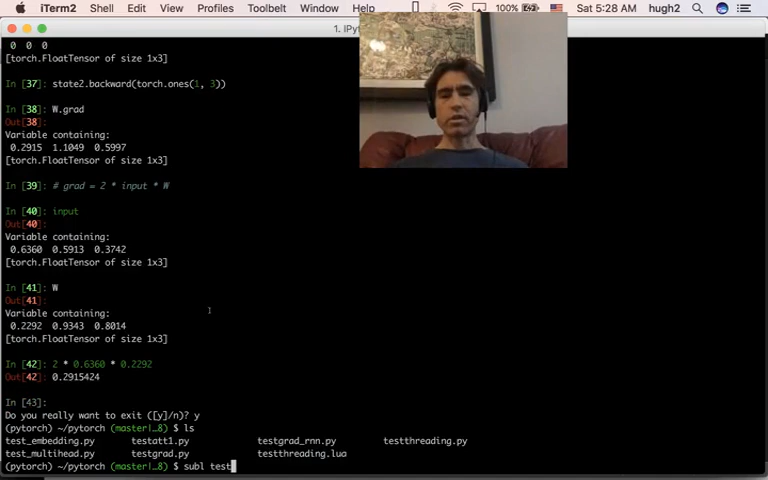 iTerm2 Shell Edit View Profiles Toolbelt Window Help 100% Sat 5:28 AM hugh2
1. IPyt
0 0 0
[torch.FloatTensor of size 1x3]
In [37]: state2.backward(torch.ones(1, 3))
In [38]: W.grad
Out[38]:
Variable containing:
0.2915 1.1049 0.5997
[torch.FloatTensor of size 1x3]
In [39]: # grad = 2 * input * W
In [40]: input
Out[40]:
Variable containing:
0.6360 0.5913 0.3742
[torch.FloatTensor of size 1x3]
In [41]: W
Out[41]:
Variable containing:
0.2292 0.9343 0.8014
[torch.FloatTensor of size 1x3]
In [42]: 2 * 0.6360 * 0.2292
Out[42]: 0.2915424
In [43]:
Do you really want to exit ([y]/n)? y
(pytorch) ~/pytorch (master|…8) $ ls
test_embedding.py testatt1.py testgrad_rnn.py testthreading.py
test_multihead.py testgrad.py testthreading.lua
(pytorch) ~/pytorch (master|…8) $ subl test